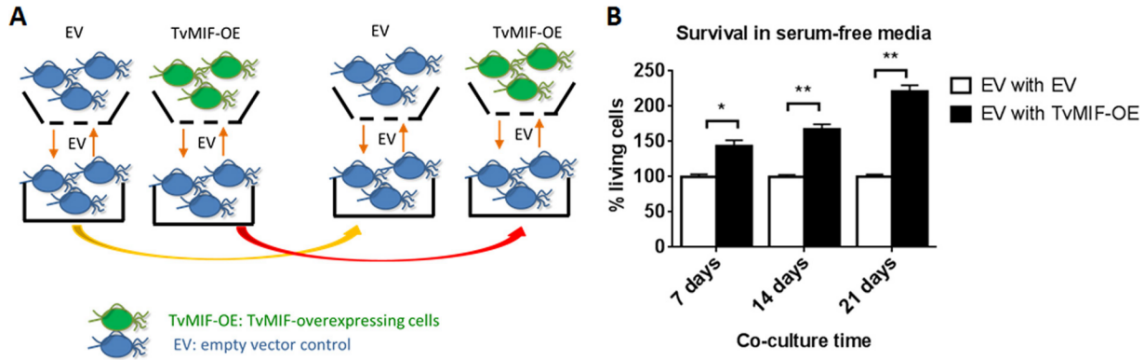 A
EV
TvMIF-OE
EV
TvMIF-OE
EV
EV
EV
EV
TvMIF-OE: TvMIF-overexpressing cells
EV: empty vector control
B
Survival in serum-free media
% living cells
250
200
150
100
50
0
*
**
**
7 days
14 days
21 days
Co-culture time
EV with EV
EV with TvMIF-OE